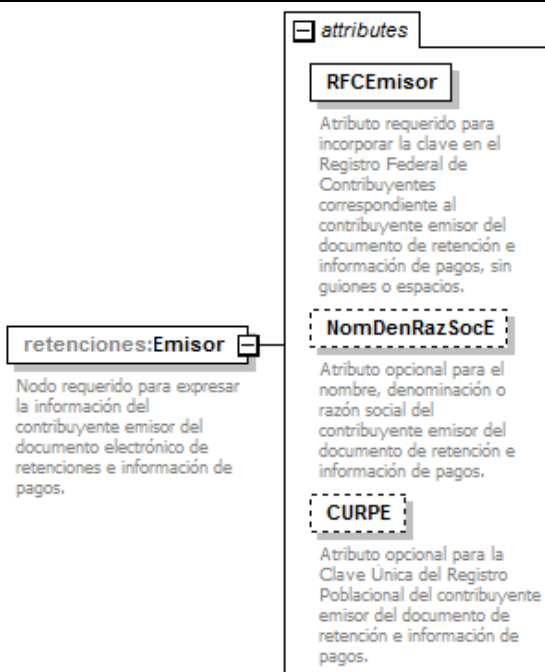 attributes
RFCEmisor
Atributo requerido para
incorporar la clave en el
Registro Federal de
Contribuyentes
correspondiente al
contribuyente emisor del
documento de retención e
información de pagos, sin
guiones o espacios.
retenciones:Emisor
Nodo requerido para expresar
la información del
contribuyente emisor del
documento electrónico de
retenciones e información de
pagos.
NomDenRazSocE
Atributo opcional para el
nombre, denominación o
razón social del
contribuyente emisor del
documento de retención e
información de pagos.
CURPE
Atributo opcional para la
Clave Única del Registro
Poblacional del contribuyente
emisor del documento de
retención e información de
pagos.